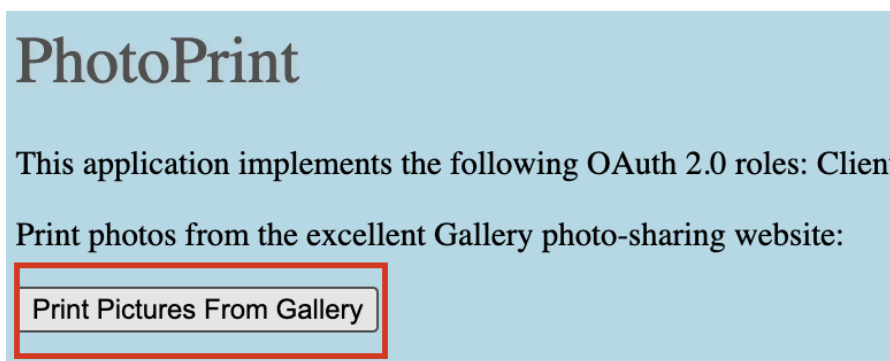 PhotoPrint
This application implements the following OAuth 2.0 roles: Client
Print photos from the excellent Gallery photo-sharing website:
Print Pictures From Gallery